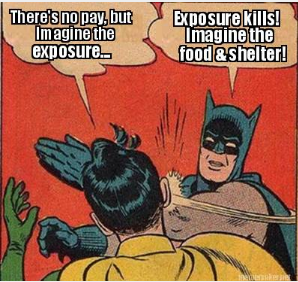 There's no pay, but
Imagine the
exposure...
Exposure kills!
Imagine the
food & shelter!